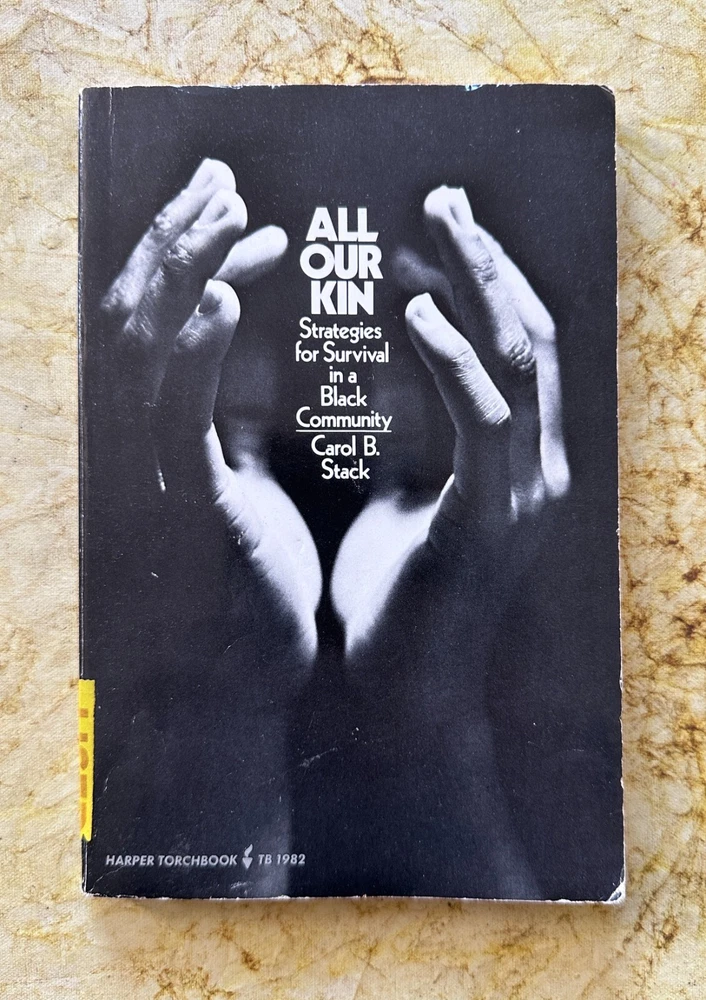 ALL
OUR
KIN
Strategies
for Survival
in a
Black
Community
Carol B.
Stack
HARPER TORCHBOOK TB 1982